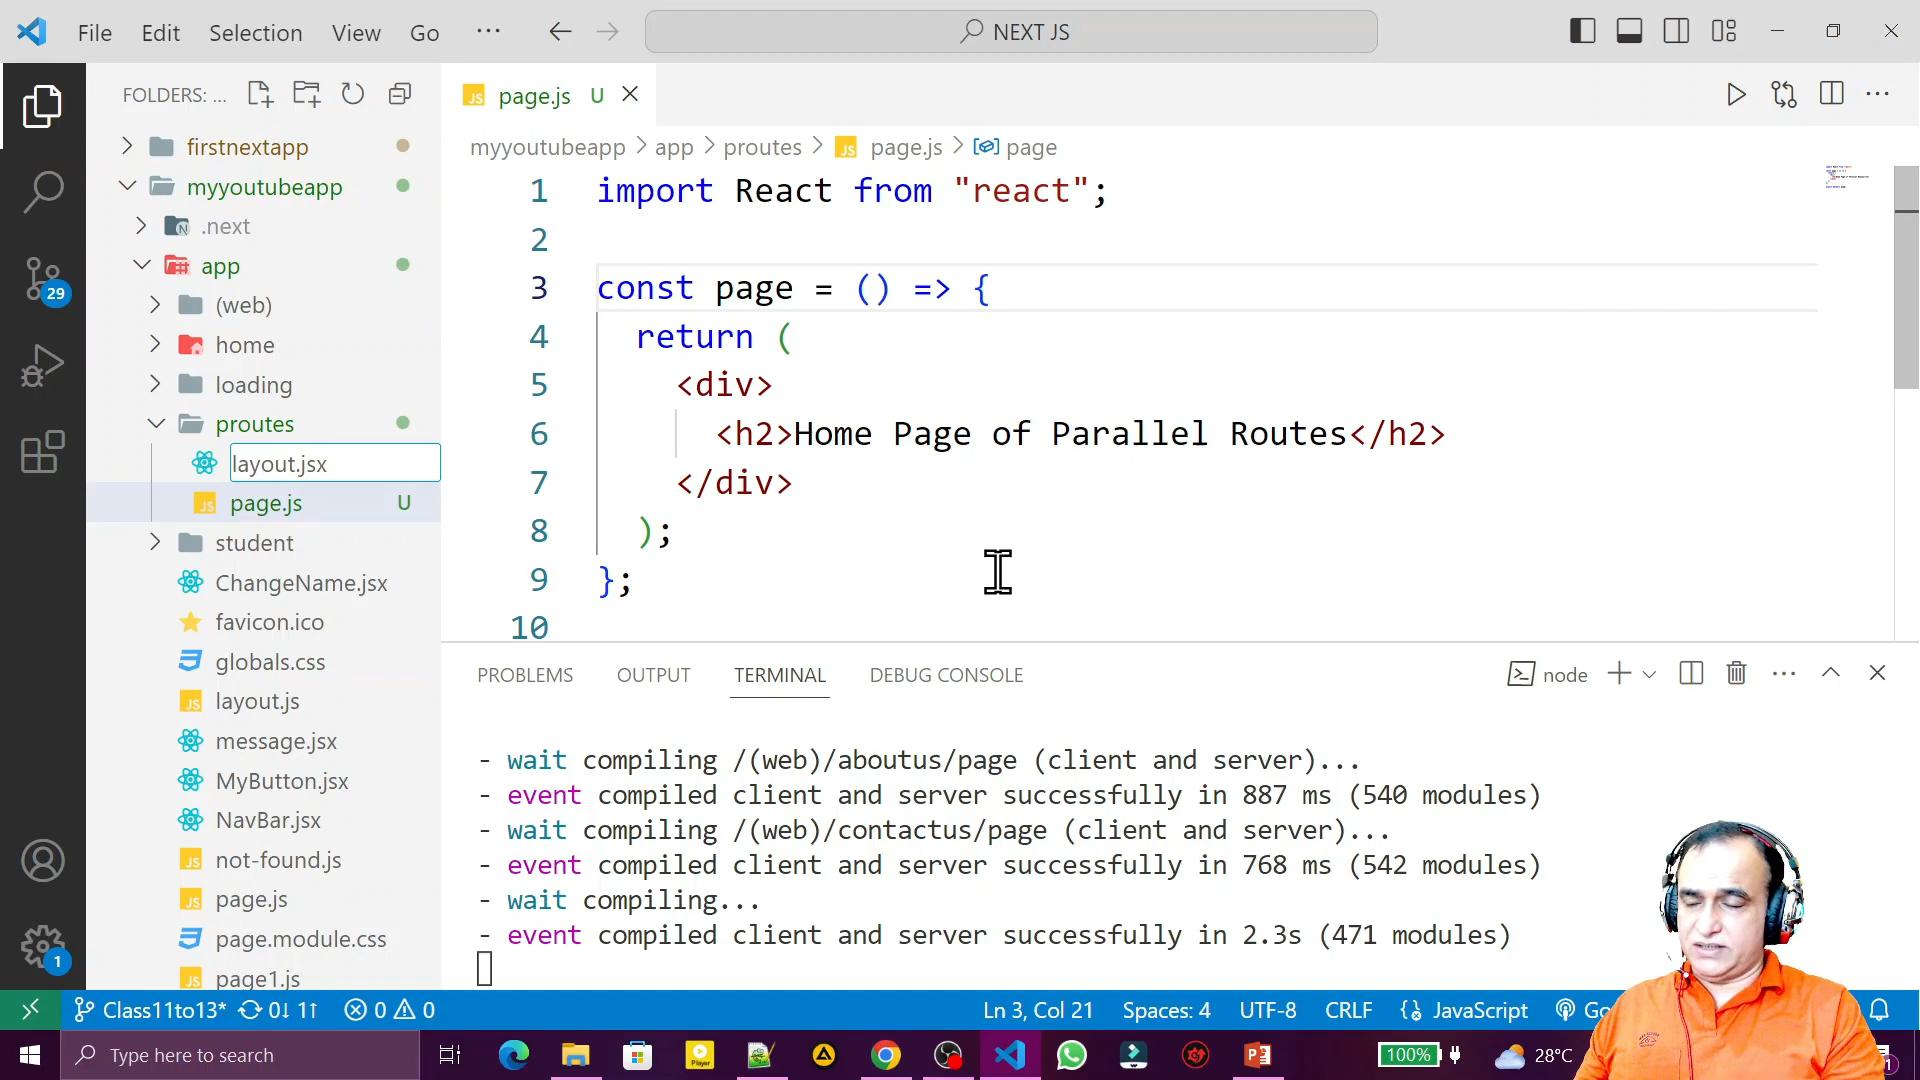 File Edit Selection View Go ··· NEXT JS
FOLDERS: ...
page.js U
firstnextapp
myyoutubeapp
.next
app
(web)
home
loading
proutes
layout.jsx
page.js U
student
ChangeName.jsx
favicon.ico
globals.css
layout.js
message.jsx
MyButton.jsx
NavBar.jsx
not-found.js
page.js
page.module.css
page1.js
29
1
myyoutubeapp > app > proutes > JS page.js > page
1 import React from "react";
2
3 const page = () => {
4 return (
5 <div>
6 <h2>Home Page of Parallel Routes</h2>
7 </div>
8 );
9 };
10
PROBLEMS OUTPUT TERMINAL DEBUG CONSOLE node
- wait compiling /(web)/aboutus/page (client and server)...
- event compiled client and server successfully in 887 ms (540 modules)
- wait compiling /(web)/contactus/page (client and server)...
- event compiled client and server successfully in 768 ms (542 modules)
- wait compiling...
- event compiled client and server successfully in 2.3s (471 modules)
Class11to13* 0↓ 1↑ 0 0 Ln 3, Col 21 Spaces: 4 UTF-8 CRLF {} JavaScript
Type here to search 100% 28°C